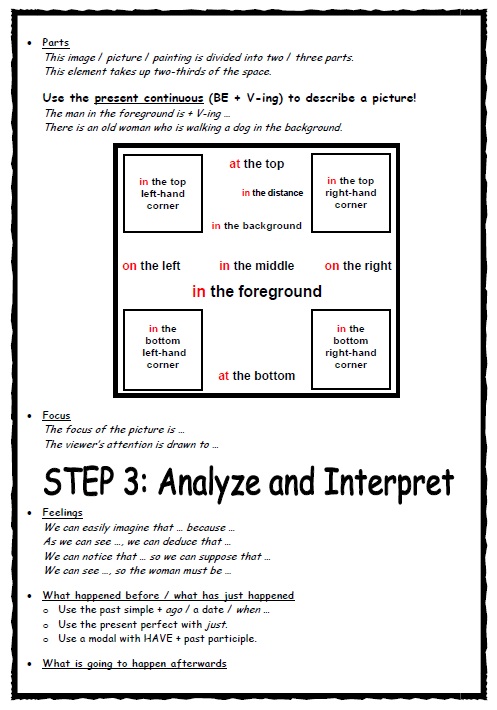 Parts
This image / picture / painting is divided into two / three parts.
This element takes up two-thirds of the space.
Use the present continuous (BE + V-ing) to describe a picture!
The man in the foreground is + V-ing …
There is an old woman who is walking a dog in the background.
at the top
in the top
left-hand
corner
in the distance
in the top
right-hand
corner
in the background
on the left
in the middle
on the right
in the foreground
in the
bottom
left-hand
corner
at the bottom
in the
bottom
right-hand
corner
Focus
The focus of the picture is …
The viewer's attention is drawn to …
STEP 3: Analyze and Interpret
Feelings
We can easily imagine that … because …
As we can see …, we can deduce that …
We can notice that … so we can suppose that …
We can see …, so the woman must be …
What happened before / what has just happened
Use the past simple + ago / a date / when …
Use the present perfect with just.
Use a modal with HAVE + past participle.
What is going to happen afterwards